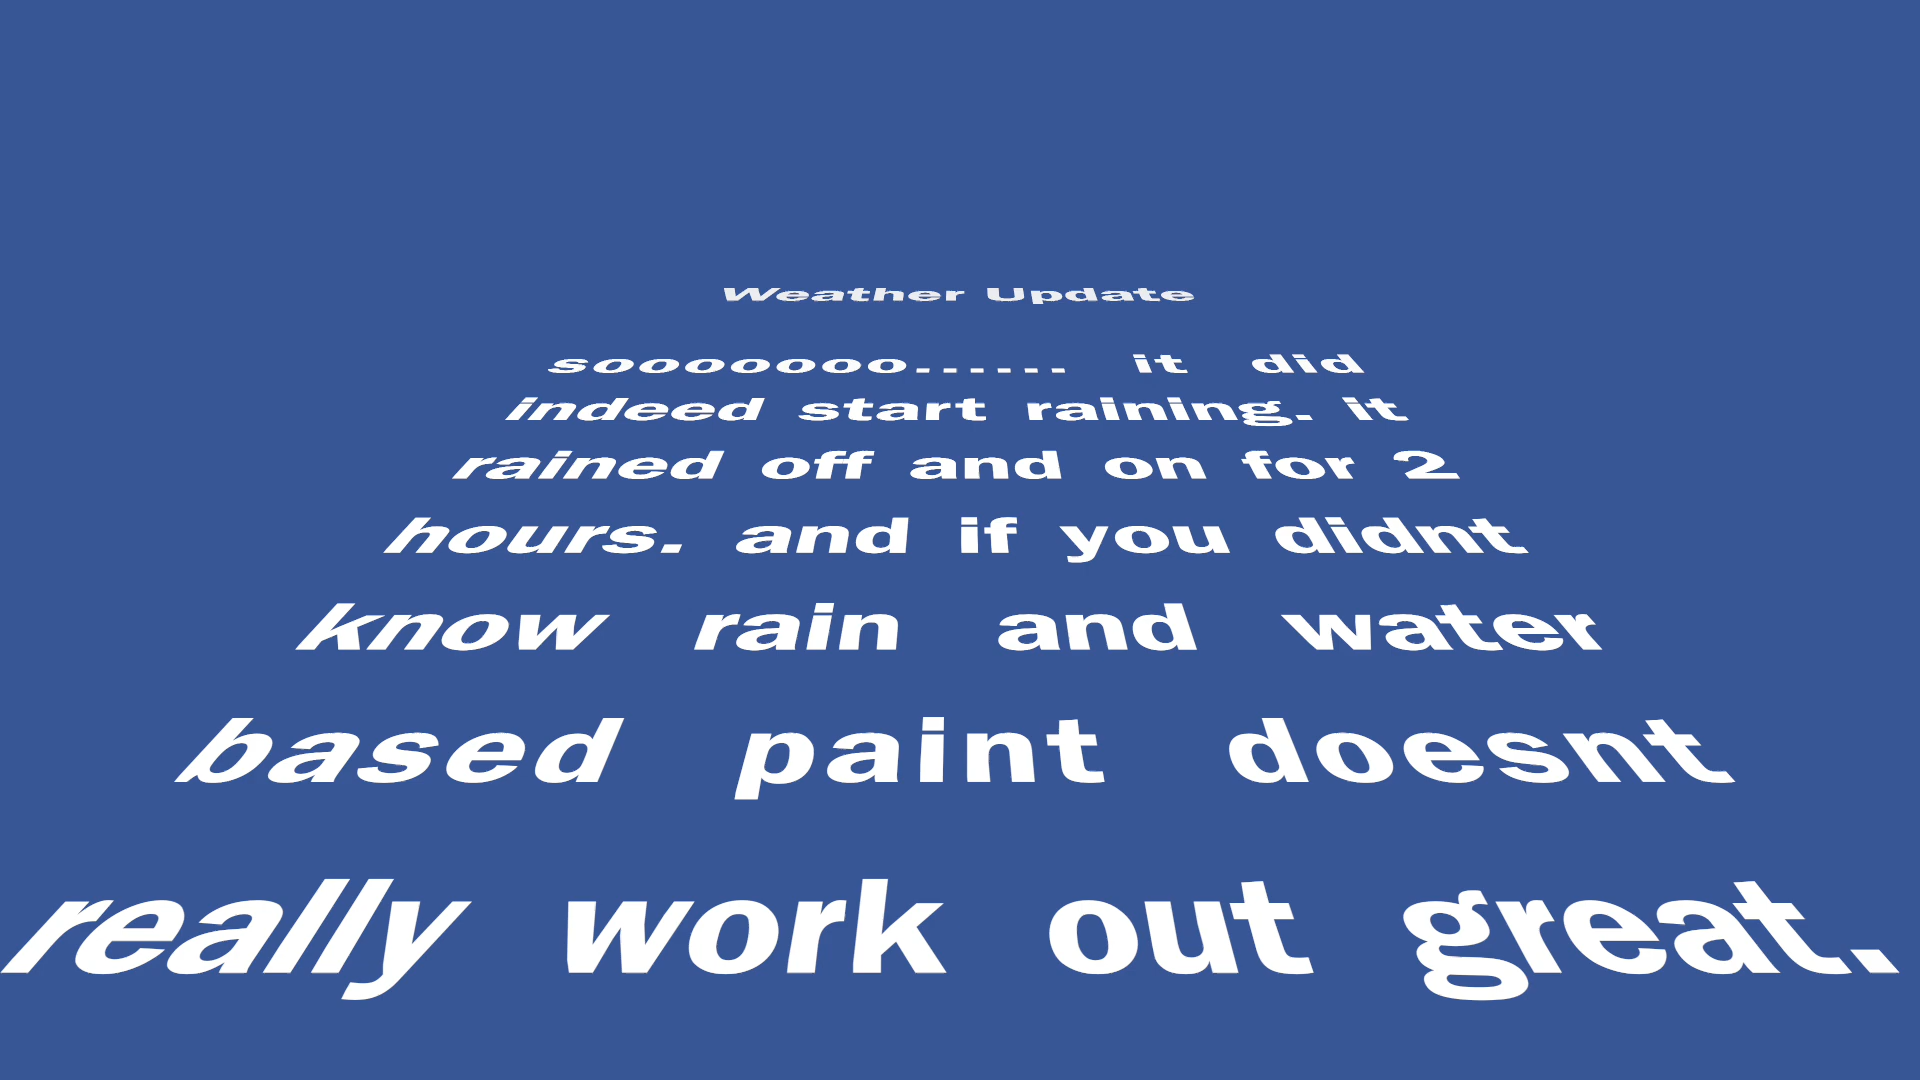 Weather Update
soooooooo...... it did
indeed start raining. it
rained off and on for 2
hours. and if you didnt
know rain and water
based paint doesnt
really work out great.